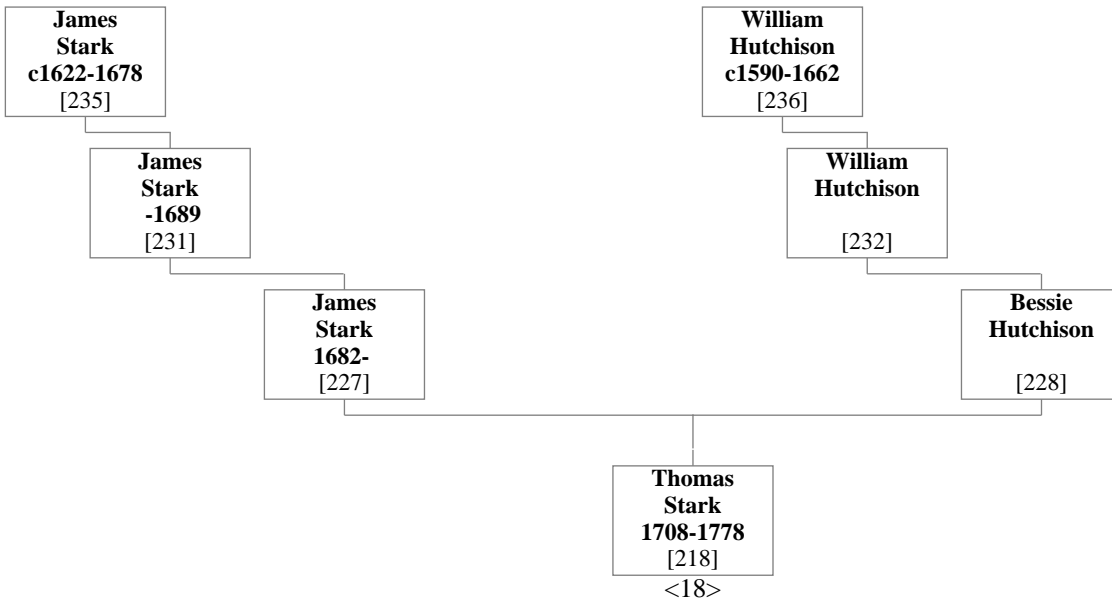 James
Stark
c1622-1678
[235]
William
Hutchison
c1590-1662
[236]
James
Stark
-1689
[231]
William
Hutchison
[232]
James
Stark
1682-
[227]
Bessie
Hutchison
[228]
Thomas
Stark
1708-1778
[218]
<18>